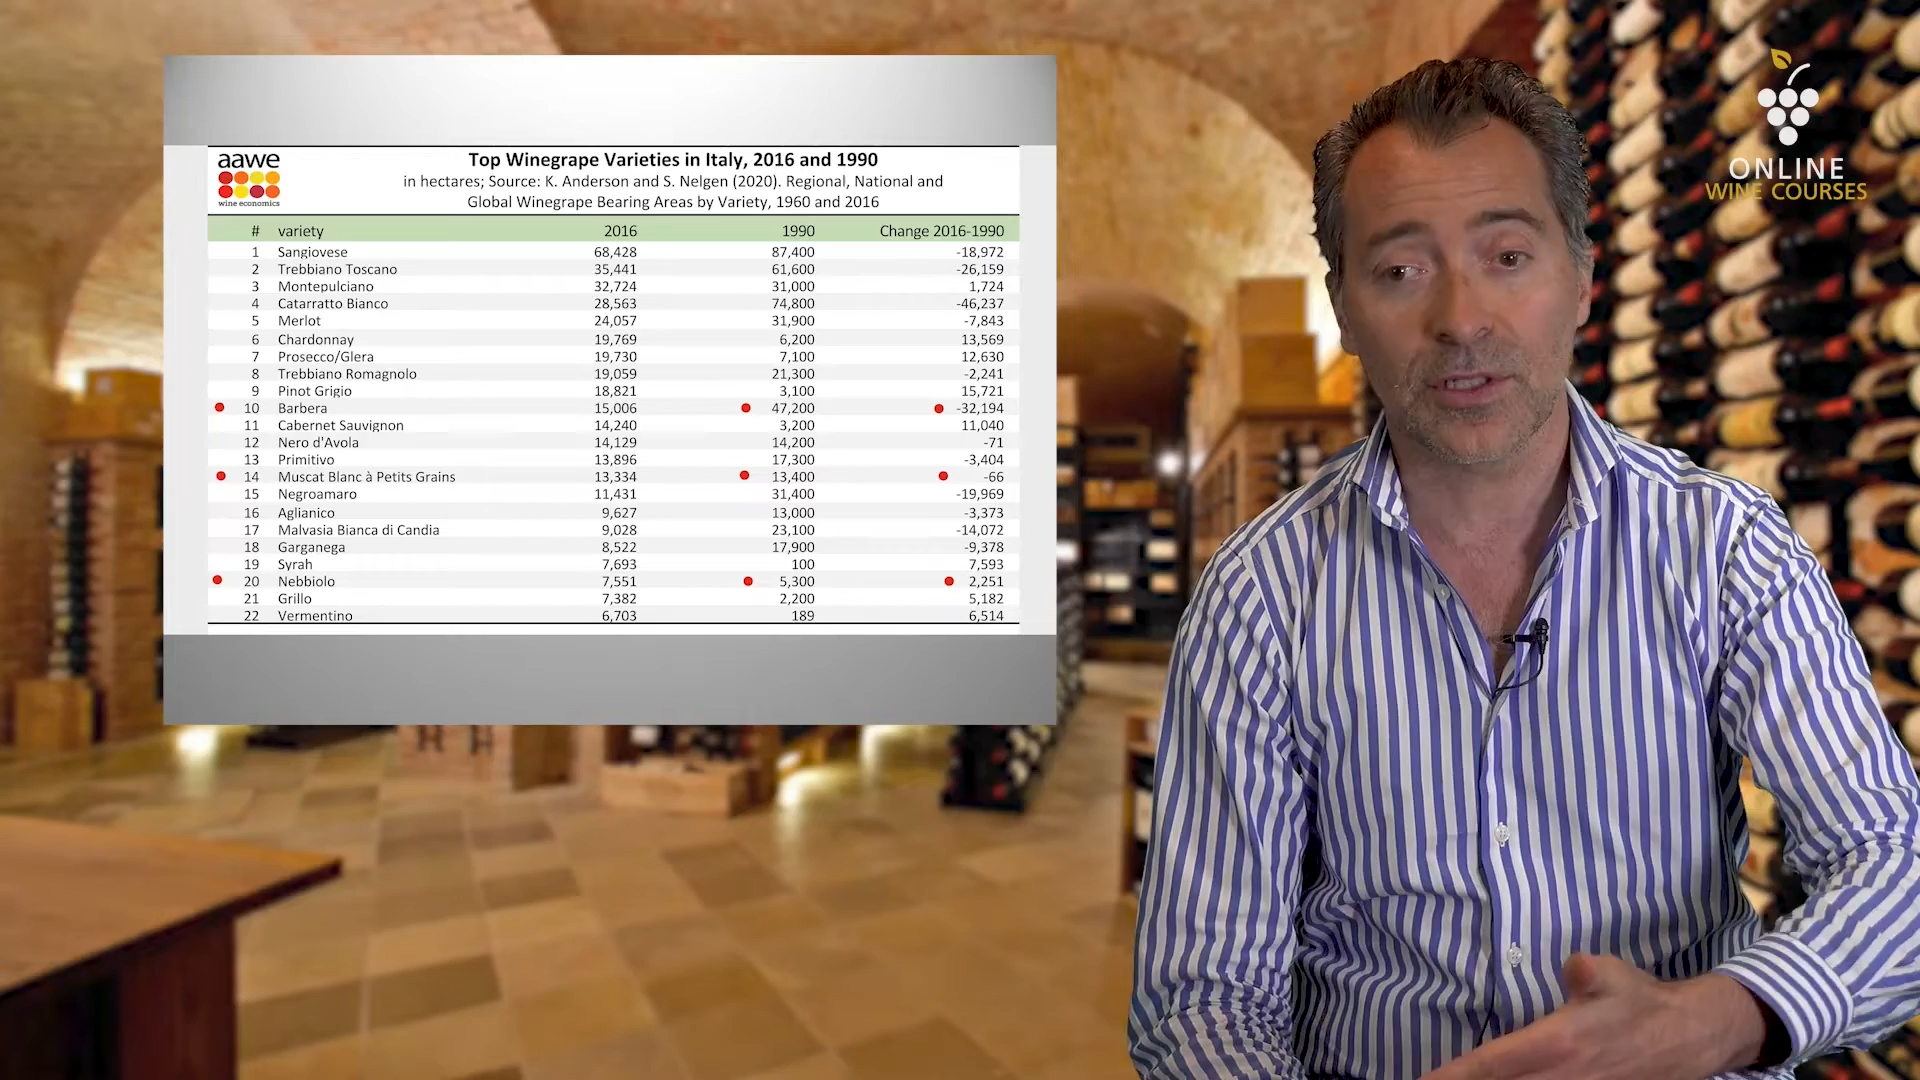 aawe
wine economics
Top Winegrape Varieties in Italy, 2016 and 1990
in hectares; Source: K. Anderson and S. Nelgen (2020). Regional, National and
Global Winegrape Bearing Areas by Variety, 1960 and 2016
# variety 2016 1990 Change 2016-1990
1 Sangiovese 68,428 87,400 -18,972
2 Trebbiano Toscano 35,441 61,600 -26,159
3 Montepulciano 32,724 31,000 1,724
4 Catarratto Bianco 28,563 74,800 -46,237
5 Merlot 24,057 31,900 -7,843
6 Chardonnay 19,769 6,200 13,569
7 Prosecco/Glera 19,730 7,100 12,630
8 Trebbiano Romagnolo 19,059 21,300 -2,241
9 Pinot Grigio 18,821 3,100 15,721
10 Barbera 15,006 47,200 -32,194
11 Cabernet Sauvignon 14,240 3,200 11,040
12 Nero d'Avola 14,129 14,200 -71
13 Primitivo 13,896 17,300 -3,404
14 Muscat Blanc à Petits Grains 13,334 13,400 -66
15 Negroamaro 11,431 31,400 -19,969
16 Aglianico 9,627 13,000 -3,373
17 Malvasia Bianca di Candia 9,028 23,100 -14,072
18 Garganega 8,522 17,900 -9,378
19 Syrah 7,693 100 7,593
20 Nebbiolo 7,551 5,300 2,251
21 Grillo 7,382 2,200 5,182
22 Vermentino 6,703 189 6,514
ONLINE
WINE COURSES